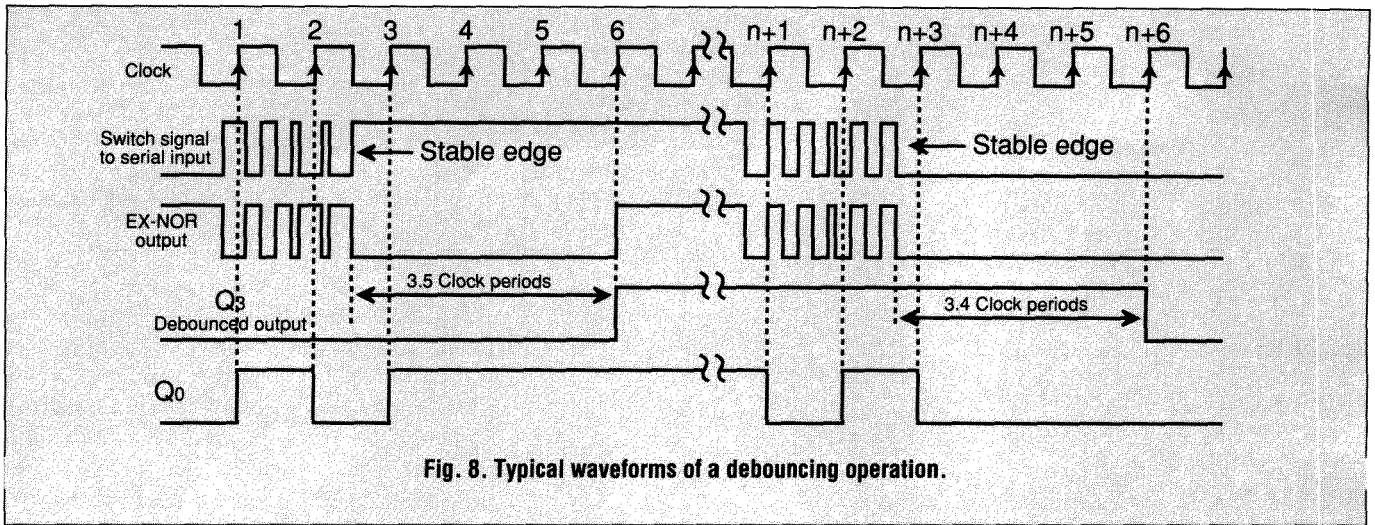 1 2 3 4 5 6 n+1 n+2 n+3 n+4 n+5 n+6
Clock
Switch signal
to serial input
Stable edge
Stable edge
EX-NOR
output
3.5 Clock periods
Q3
Debounced output
3.4 Clock periods
Q0
Fig. 8. Typical waveforms of a debouncing operation.